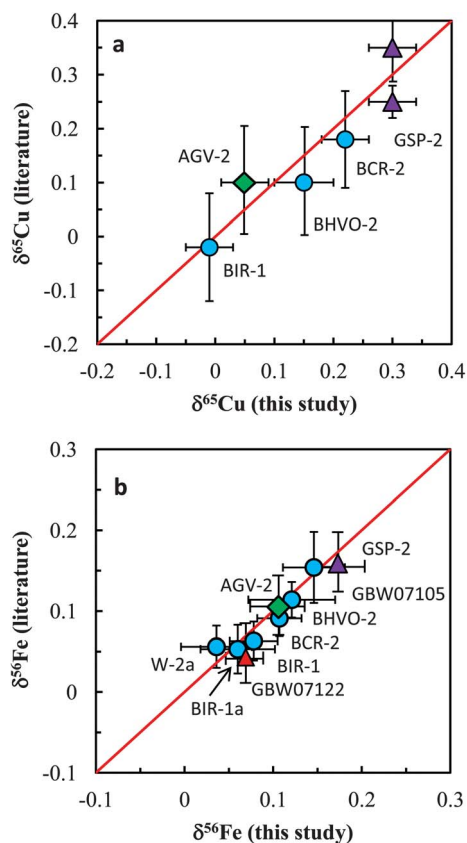 a
0.4
0.3
0.2
0.1
0
-0.1
-0.2
δ⁶⁵Cu (literature)
GSP-2
AGV-2
BCR-2
BHVO-2
BIR-1
-0.2 -0.1 0 0.1 0.2 0.3 0.4
δ⁶⁵Cu (this study)
b
0.3
0.2
0.1
0
-0.1
δ⁵⁶Fe (literature)
GSP-2
AGV-2
GBW07105
BHVO-2
BCR-2
W-2a
BIR-1
BIR-1a
GBW07122
-0.1 0 0.1 0.2 0.3
δ⁵⁶Fe (this study)